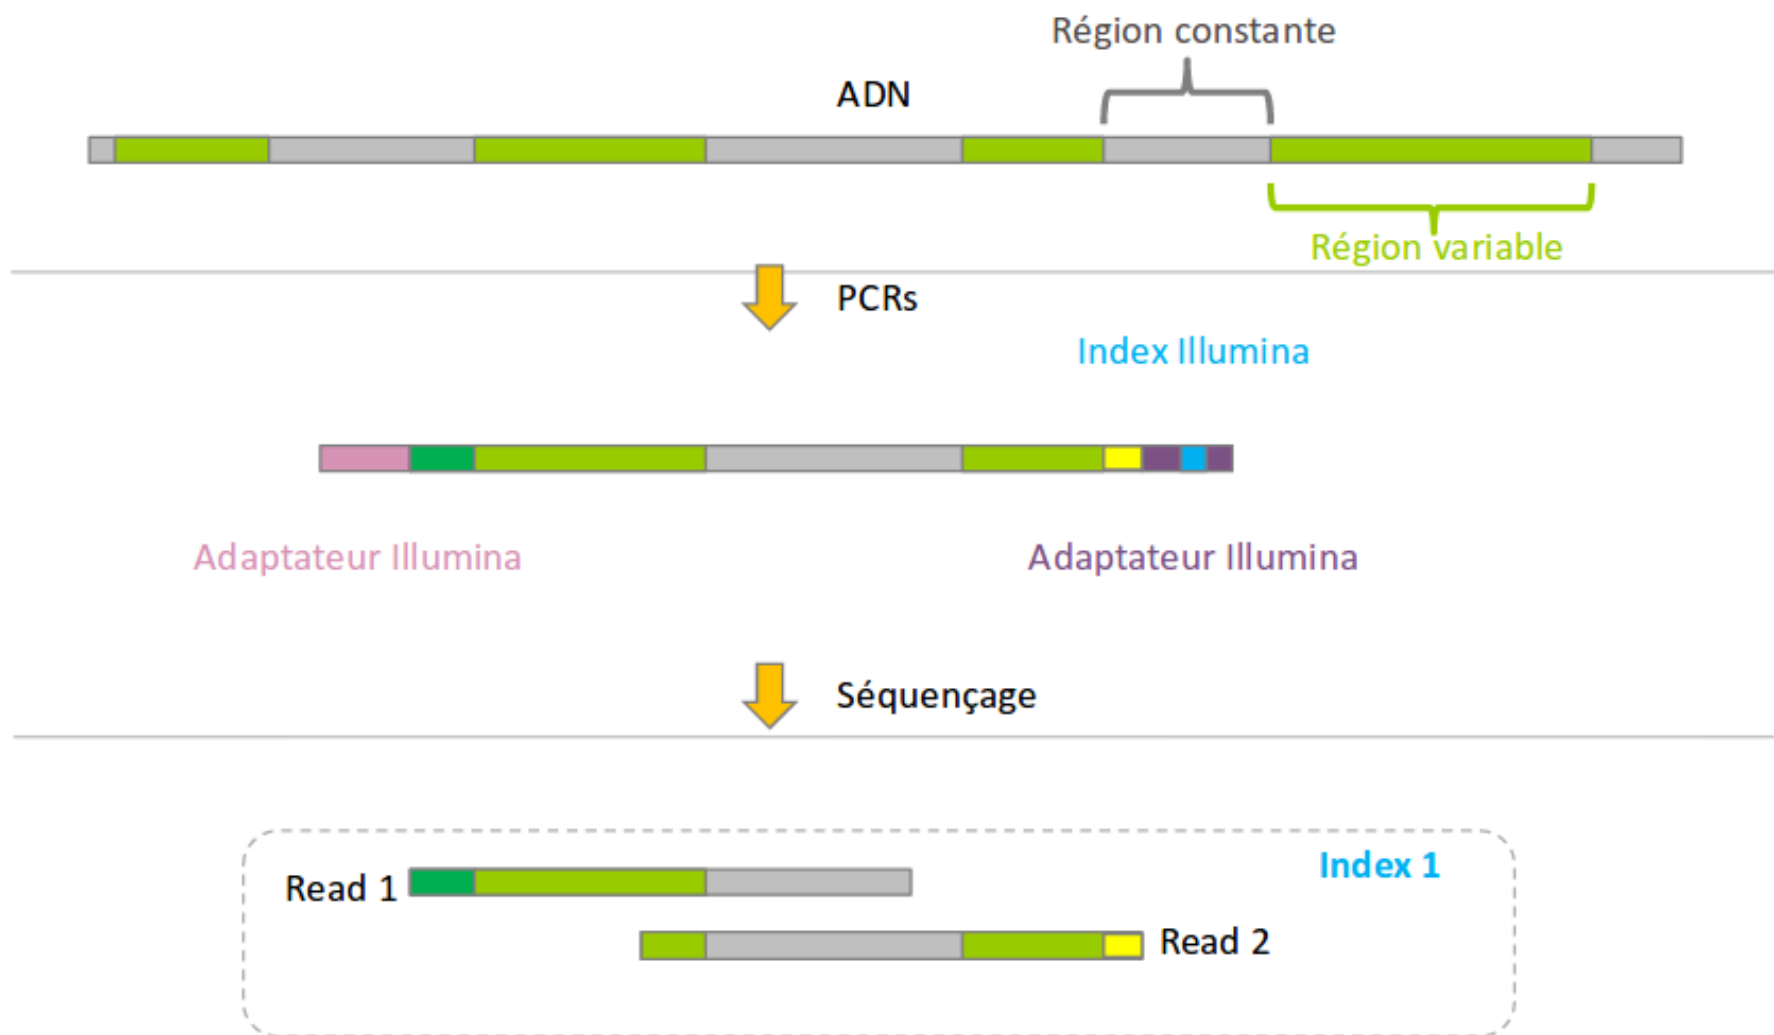 Région constante
ADN
Région variable
PCRs
Index Illumina
Adaptateur Illumina
Adaptateur Illumina
Séquençage
Index 1
Read 1
Read 2